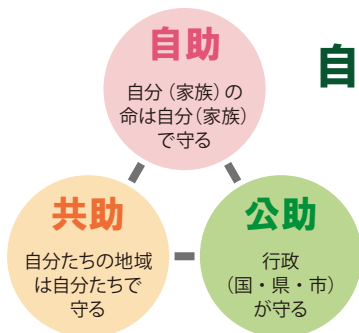 自助
自分（家族）の
命は自分（家族）
で守る
自
共助
自分たちの地域
は自分たちで
守る
公助
行政
（国・県・市）
が守る